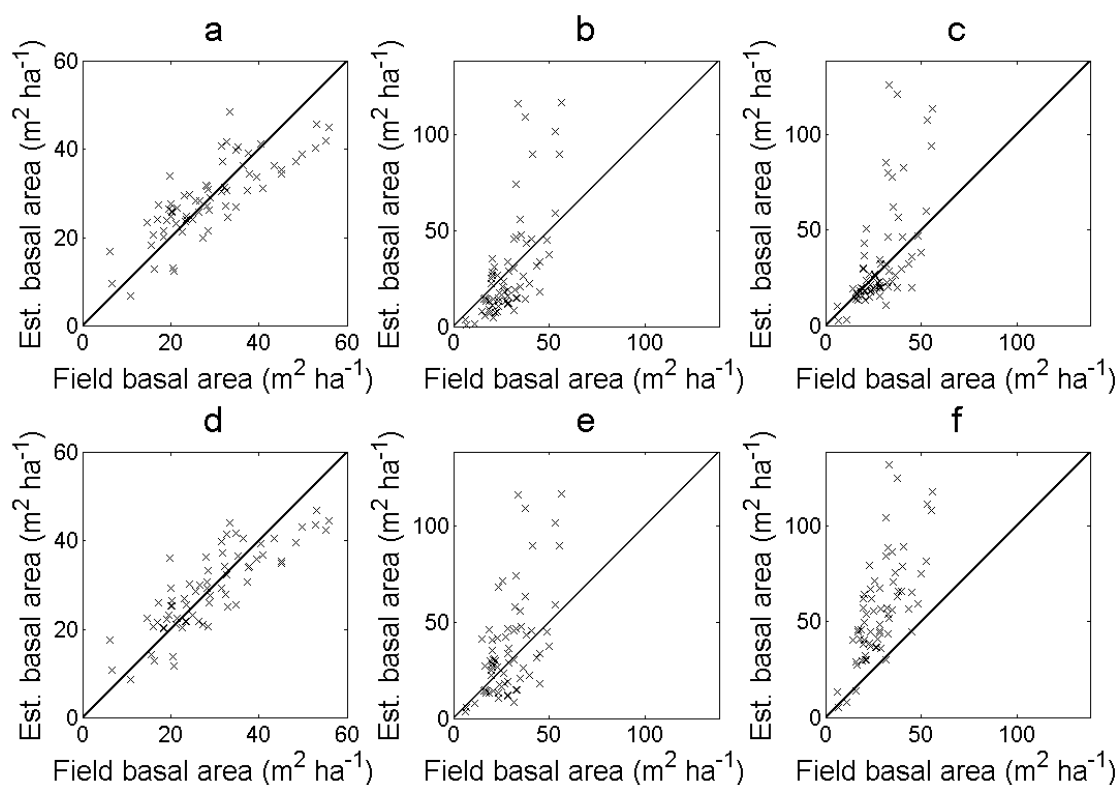 a
b
c
Est. basal area (m² ha⁻¹)
60
40
20
0
0 20 40 60
Field basal area (m² ha⁻¹)
Est. basal area (m² ha⁻¹)
100
50
0
0 50 100
Field basal area (m² ha⁻¹)
Est. basal area (m² ha⁻¹)
100
50
0
0 50 100
Field basal area (m² ha⁻¹)
d
e
f
Est. basal area (m² ha⁻¹)
60
40
20
0
0 20 40 60
Field basal area (m² ha⁻¹)
Est. basal area (m² ha⁻¹)
100
50
0
0 50 100
Field basal area (m² ha⁻¹)
Est. basal area (m² ha⁻¹)
100
50
0
0 50 100
Field basal area (m² ha⁻¹)